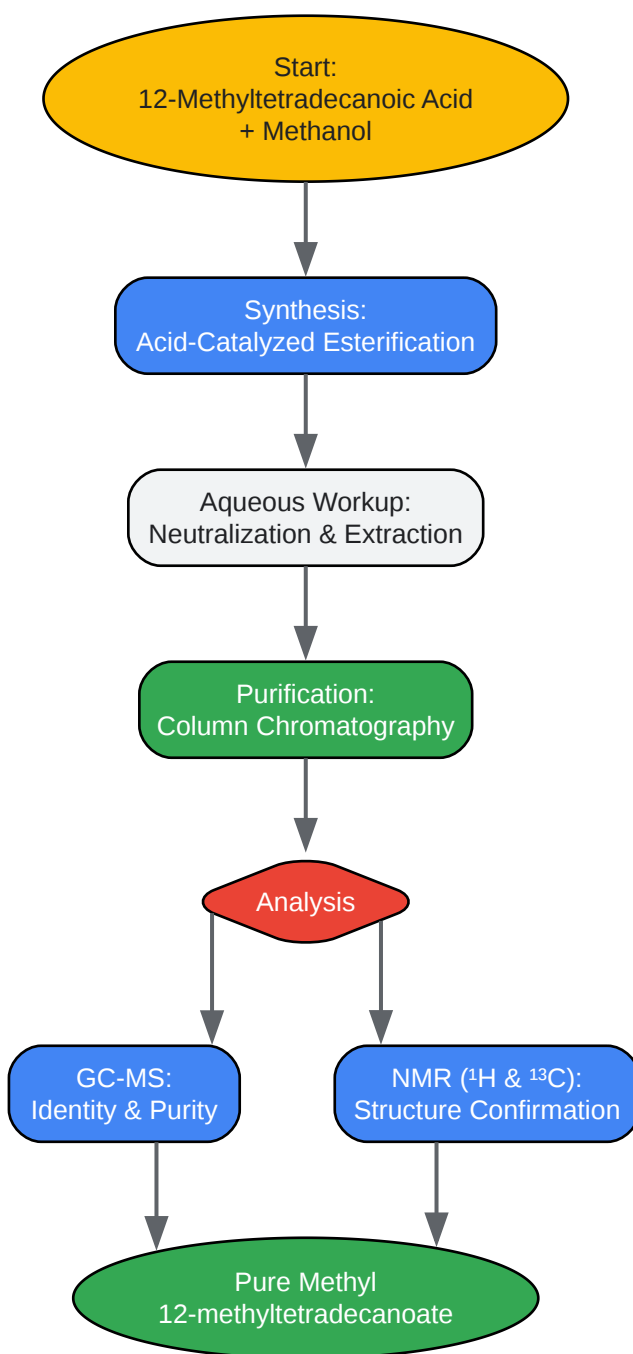 Start:
12-Methyltetradecanoic Acid
+ Methanol
Synthesis:
Acid-Catalyzed Esterification
Aqueous Workup:
Neutralization & Extraction
Purification:
Column Chromatography
Analysis
GC-MS:
Identity & Purity
NMR (¹H & ¹³C):
Structure Confirmation
Pure Methyl
12-methyltetradecanoate